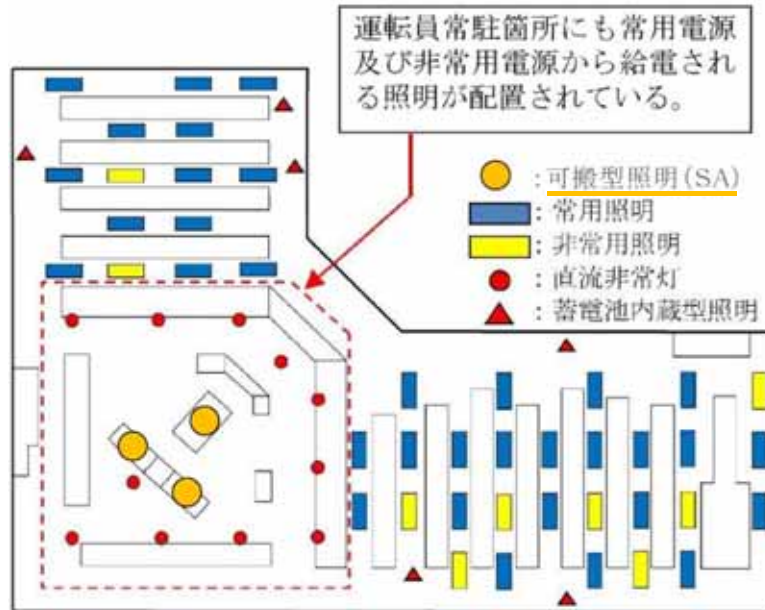 運転員常駐箇所にも常用電源
及び非常用電源から給電され
る照明が配置されている。
：可搬型照明(SA)
：常用照明
：非常用照明
：直流非常灯
：蓄電池内蔵型照明